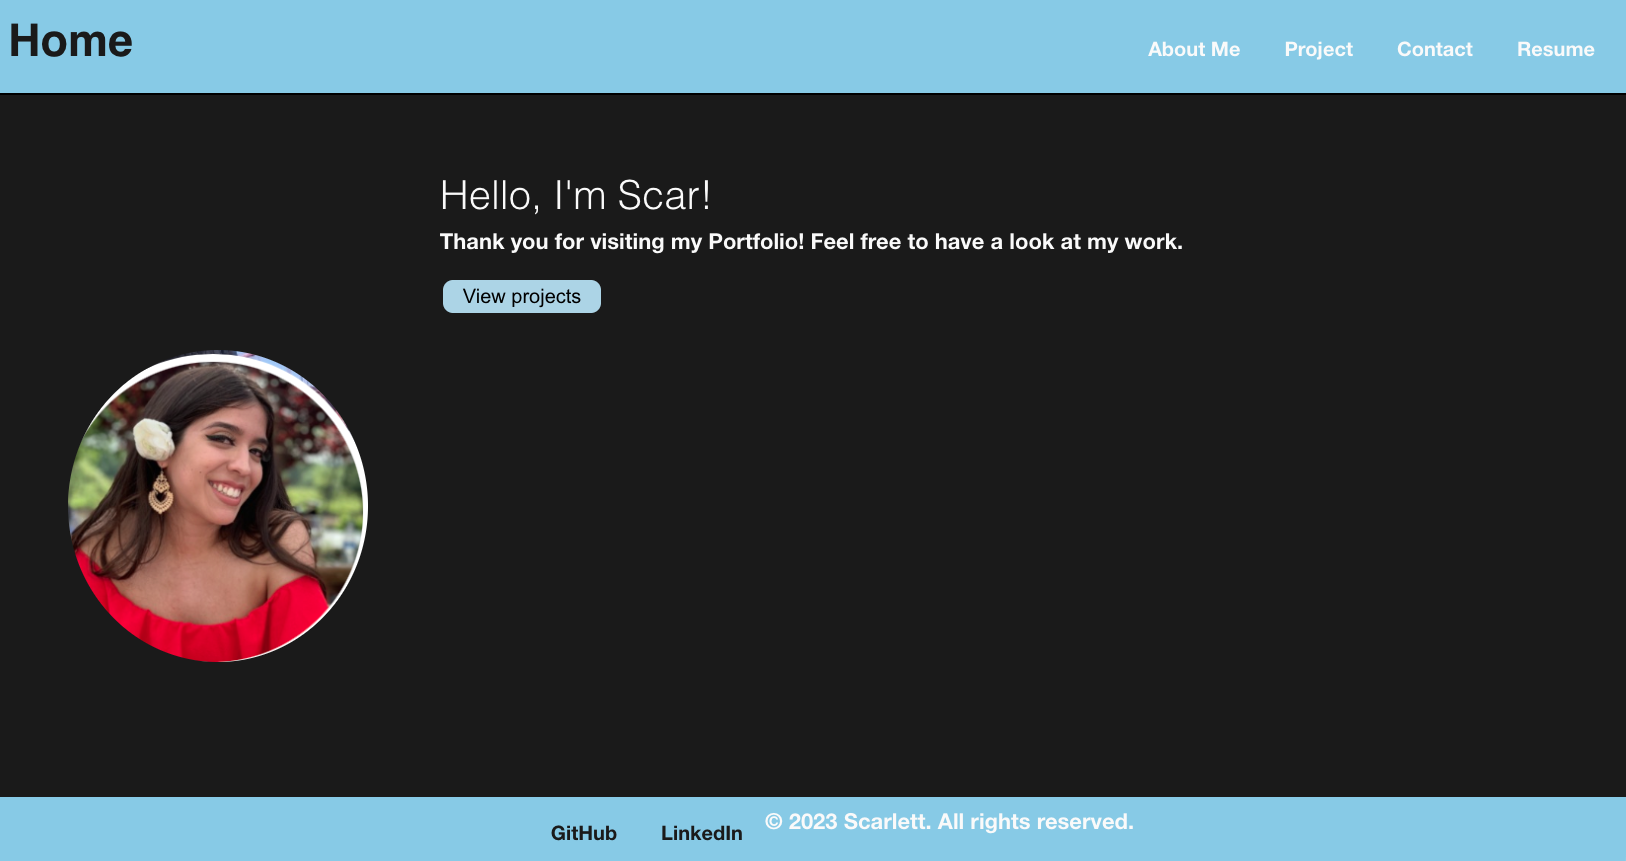 Home
About Me Project Contact Resume
Hello, I'm Scar!
Thank you for visiting my Portfolio! Feel free to have a look at my work.
View projects
GitHub LinkedIn © 2023 Scarlett. All rights reserved.